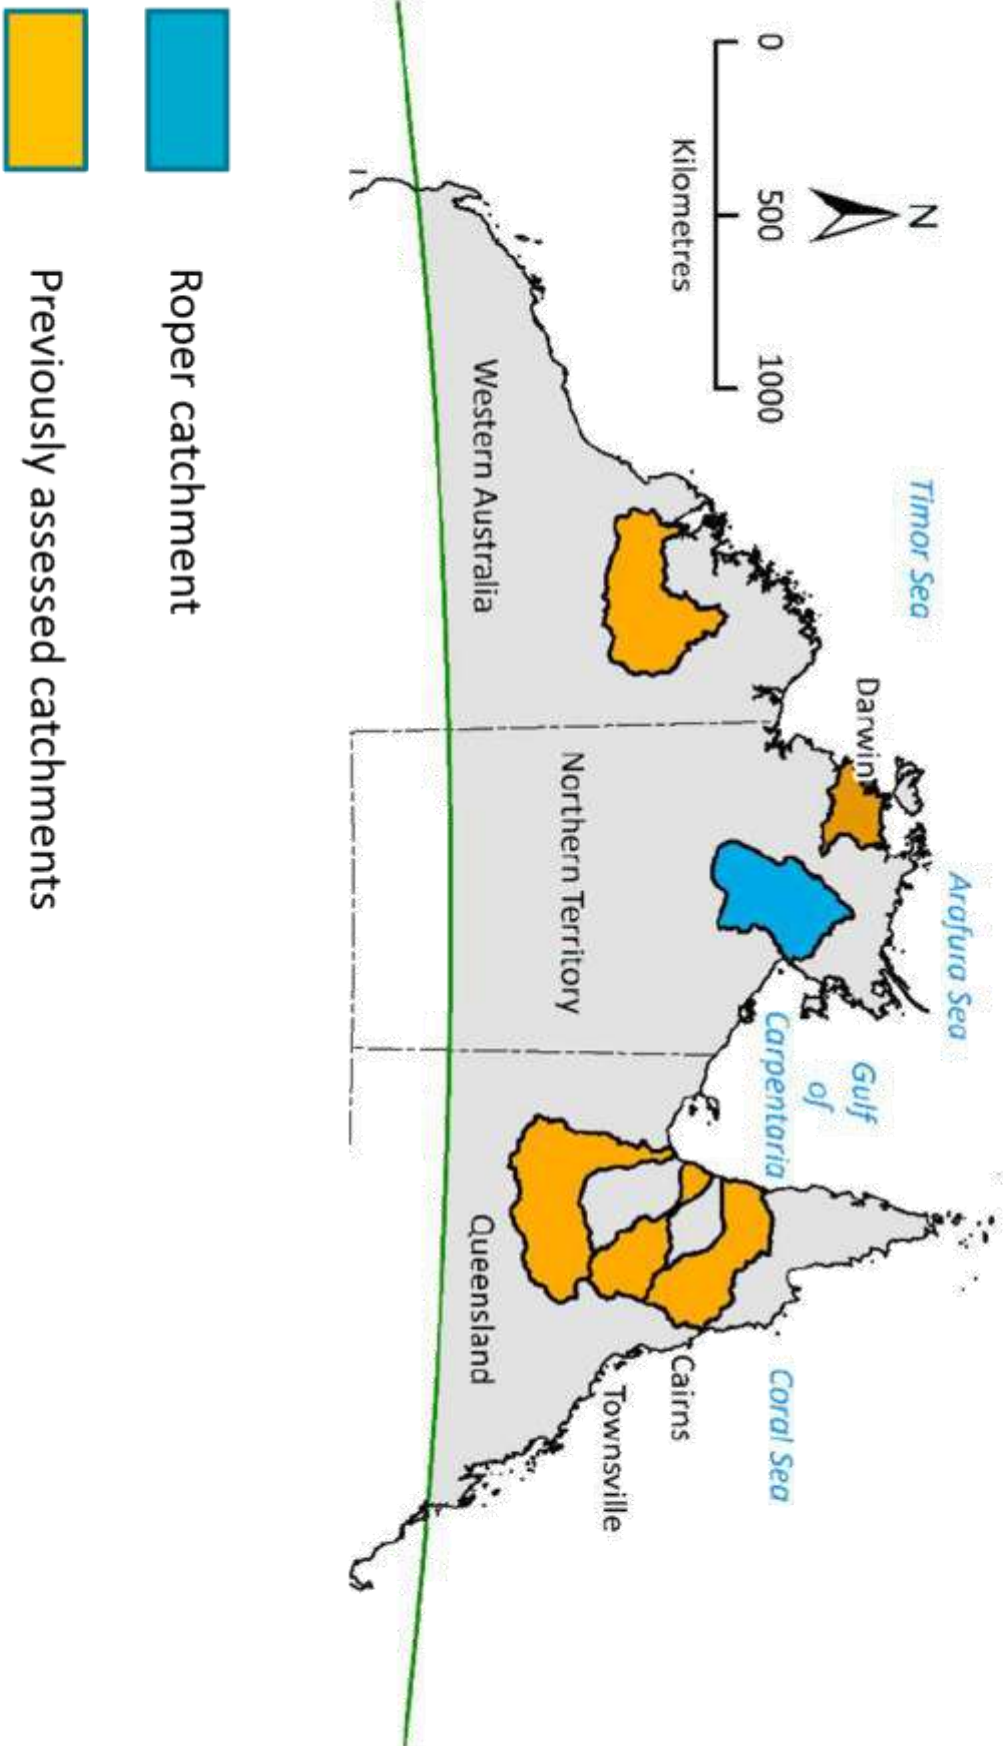 Timor Sea
Arafura Sea
N
Darwin
Gulf
of
Carpentaria
Coral Sea
0
500
1000
Kilometres
Cairns
Townsville
Western Australia
Northern Territory
Queensland
Roper catchment
Previously assessed catchments